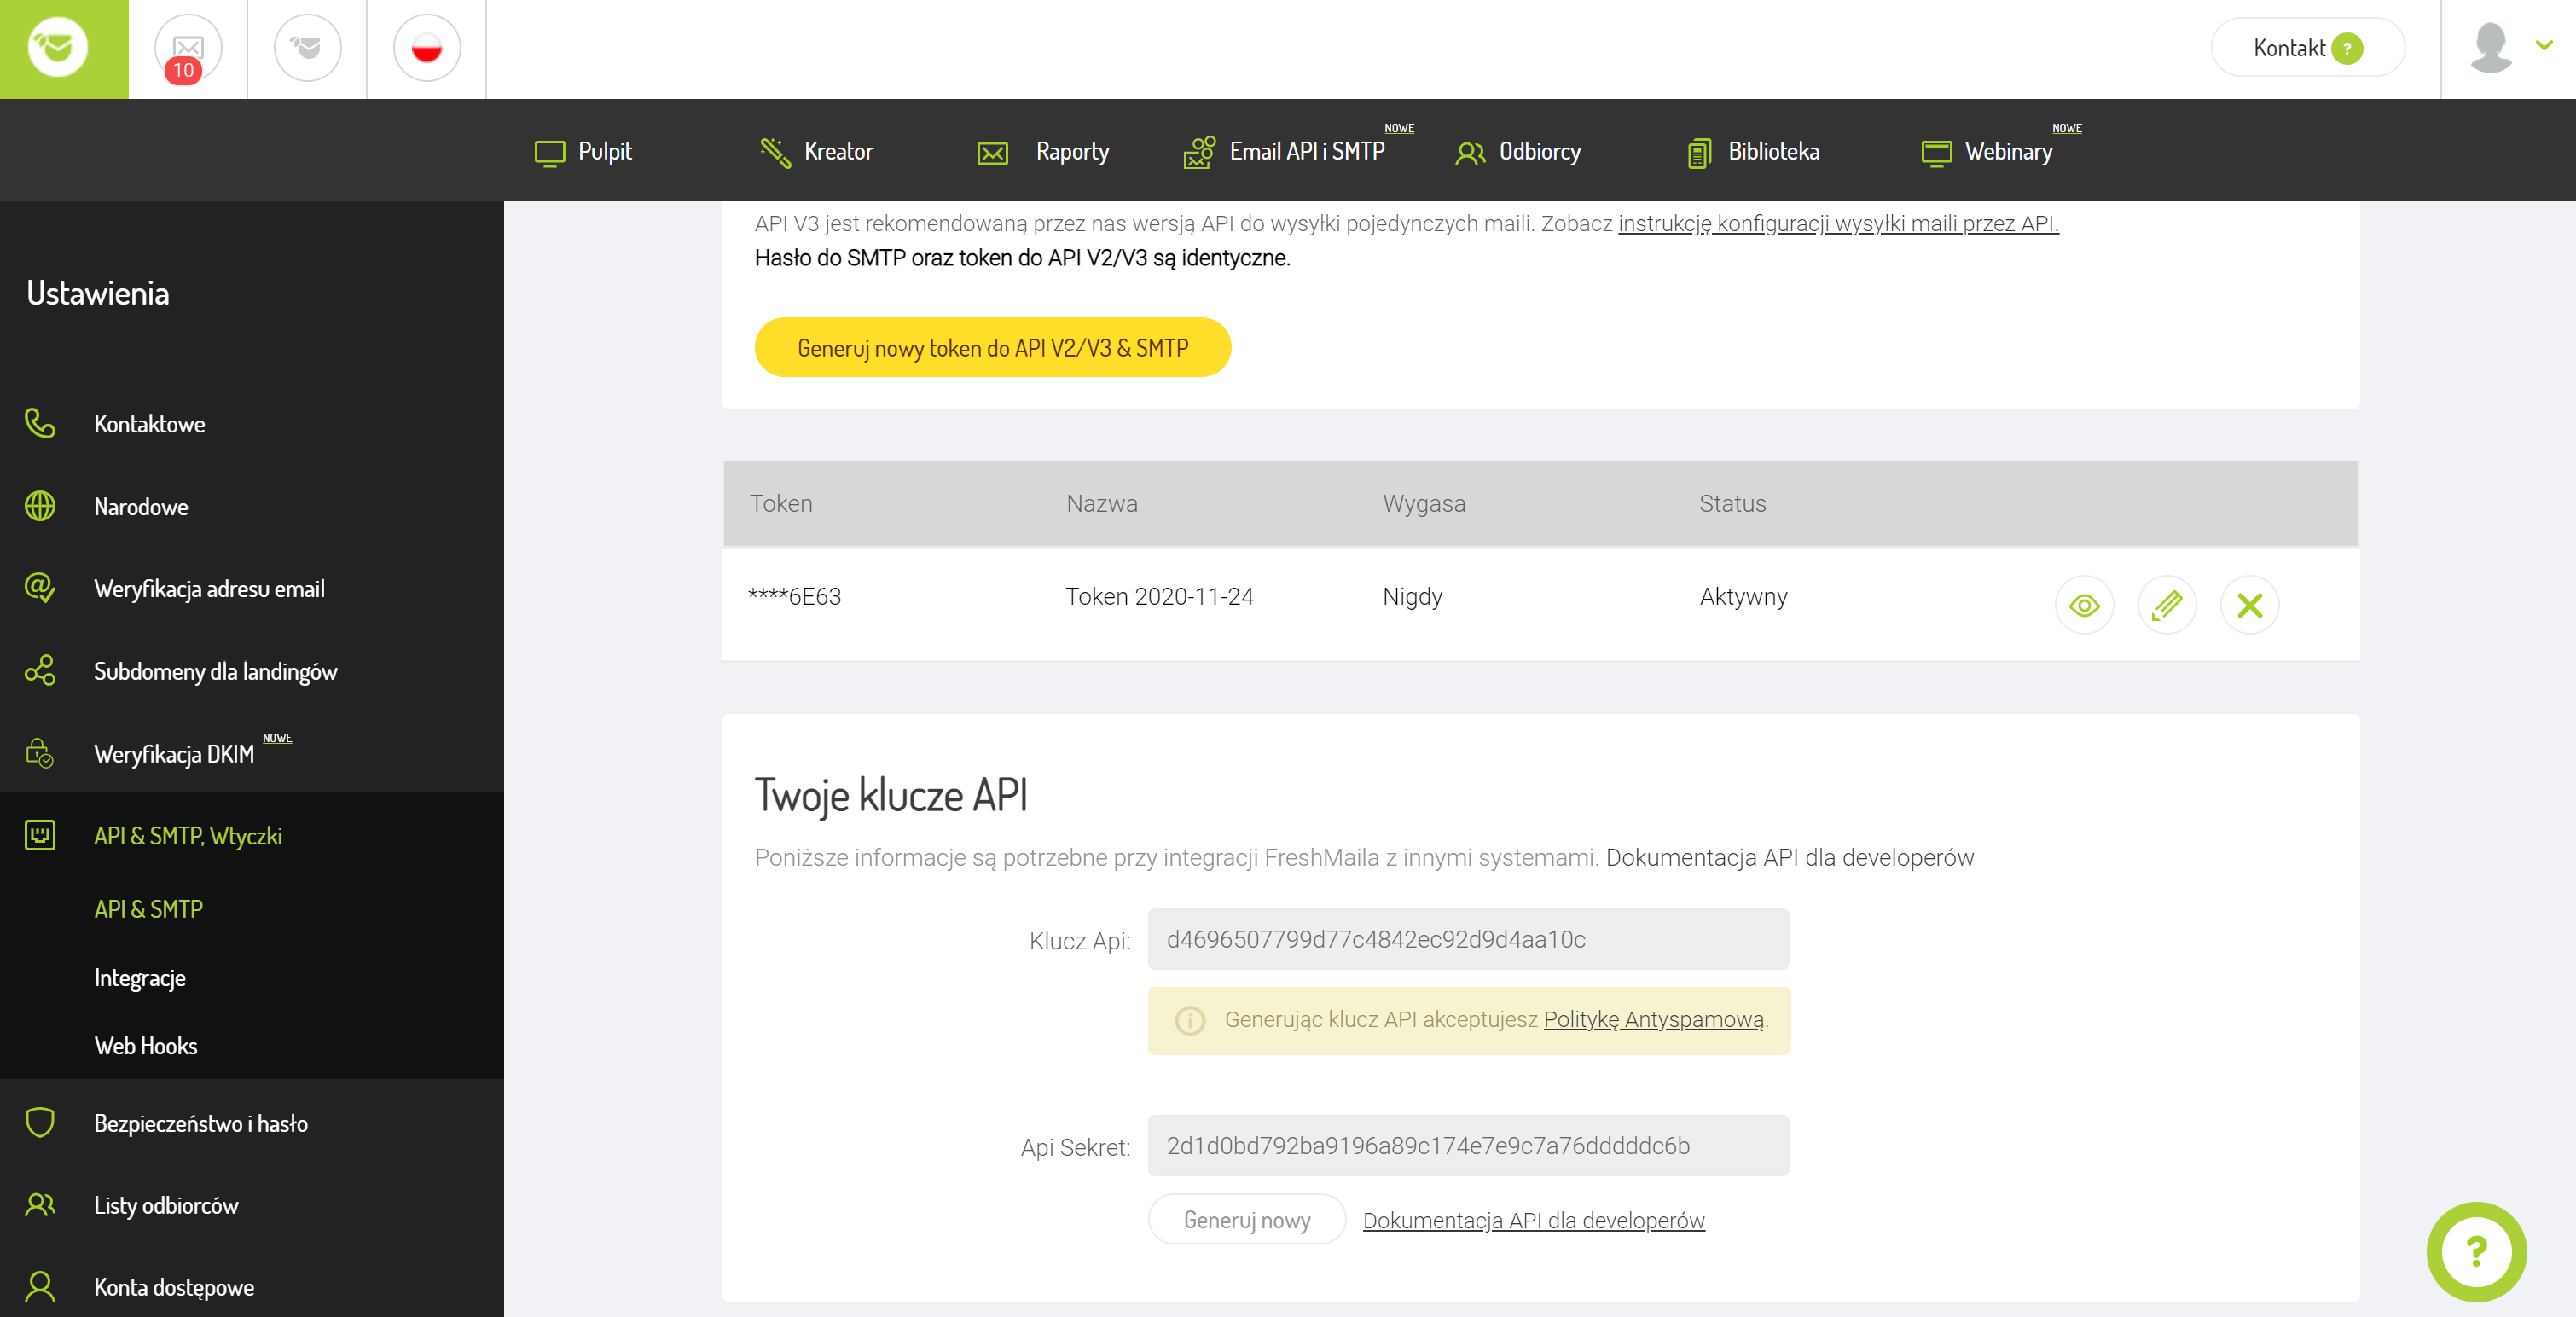 10
Kontakt ?
Pulpit
Kreator
Raporty
Email API i SMTP NOWE
Odbiorcy
Biblioteka
Webinary NOWE
Ustawienia
Kontaktowe
Narodowe
Weryfikacja adresu email
Subdomeny dla landingów
Weryfikacja DKIM NOWE
API & SMTP, Wtyczki
API & SMTP
Integracje
Web Hooks
Bezpieczeństwo i hasło
Listy odbiorców
Konta dostępowe
API V3 jest rekomendowaną przez nas wersją API do wysyłki pojedynczych maili. Zobacz instrukcję konfiguracji wysyłki maili przez API.
Hasło do SMTP oraz token do API V2/V3 są identyczne.
Generuj nowy token do API V2/V3 & SMTP
Token Nazwa Wygasa Status
****6E63 Token 2020-11-24 Nigdy Aktywny
Twoje klucze API
Poniższe informacje są potrzebne przy integracji FreshMaila z innymi systemami. Dokumentacja API dla developerów
Klucz Api: d4696507799d77c4842ec92d9d4aa10c
Generując klucz API akceptujesz Politykę Antyspamową.
Api Sekret: 2d1d0bd792ba9196a89c174e7e9c7a76dddddc6b
Generuj nowy Dokumentacja API dla developerów
?